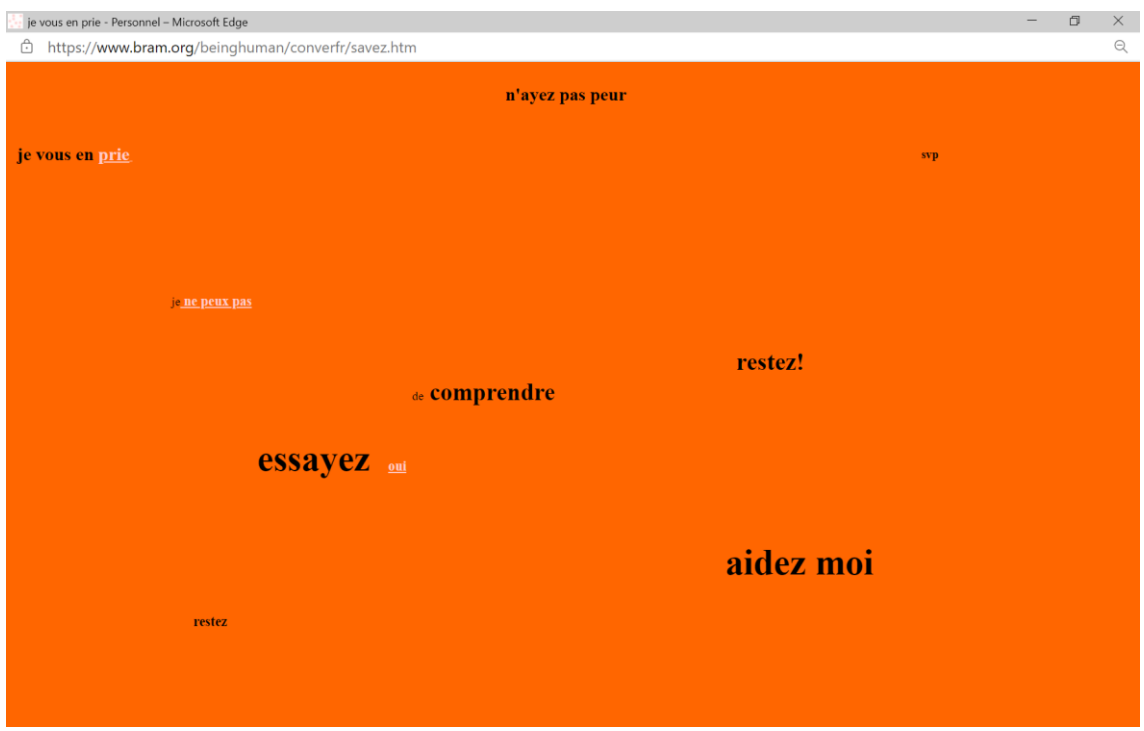 je vous en prie - Personnel – Microsoft Edge
https://www.bram.org/beinghuman/converfr/savez.htm
n'ayez pas peur
je vous en prie
svp
je ne peux pas
restez!
de comprendre
essayez oui
aidez moi
restez